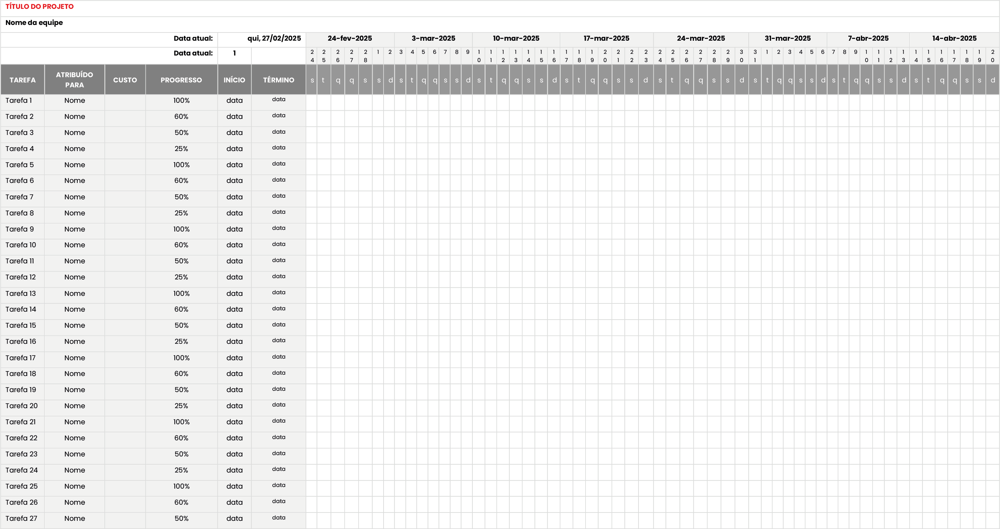 TÍTULO DO PROJETO
Nome da equipe
Data atual: qui, 27/02/2025 24-fev-2025 3-mar-2025 10-mar-2025 17-mar-2025 24-mar-2025 31-mar-2025 7-abr-2025 14-abr-2025
Data atual: 1 24 25 26 27 28 1 2 3 4 5 6 7 8 9 10 11 12 13 14 15 16 17 18 19 20 21 22 23 24 25 26 27 28 29 30 31 1 2 3 4 5 6 7 8 9 10 11 12 13 14 15 16 17 18 19 20
TAREFA ATRIBUÍDO PARA CUSTO PROGRESSO INÍCIO TÉRMINO s t q q s s d s t q q s s d s t q q s s d s t q q s s d s t q q s s d s t q q s s d s t q q s s d s t q q s s d
Tarefa 1 Nome 100% data data
Tarefa 2 Nome 60% data data
Tarefa 3 Nome 50% data data
Tarefa 4 Nome 25% data data
Tarefa 5 Nome 100% data data
Tarefa 6 Nome 60% data data
Tarefa 7 Nome 50% data data
Tarefa 8 Nome 25% data data
Tarefa 9 Nome 100% data data
Tarefa 10 Nome 60% data data
Tarefa 11 Nome 50% data data
Tarefa 12 Nome 25% data data
Tarefa 13 Nome 100% data data
Tarefa 14 Nome 60% data data
Tarefa 15 Nome 50% data data
Tarefa 16 Nome 25% data data
Tarefa 17 Nome 100% data data
Tarefa 18 Nome 60% data data
Tarefa 19 Nome 50% data data
Tarefa 20 Nome 25% data data
Tarefa 21 Nome 100% data data
Tarefa 22 Nome 60% data data
Tarefa 23 Nome 50% data data
Tarefa 24 Nome 25% data data
Tarefa 25 Nome 100% data data
Tarefa 26 Nome 60% data data
Tarefa 27 Nome 50% data data